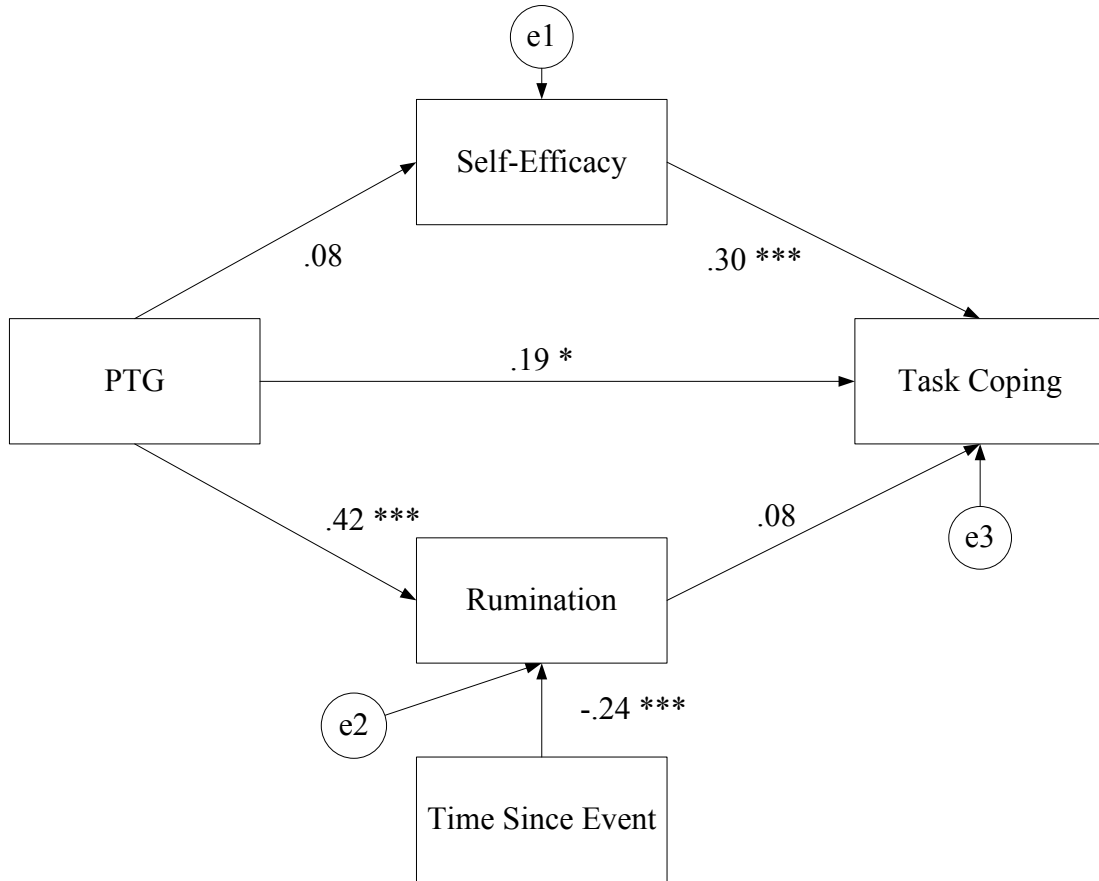 e1
Self-Efficacy
.08
.30 ***
PTG
.19 *
Task Coping
.42 ***
.08
Rumination
e3
e2
-.24 ***
Time Since Event